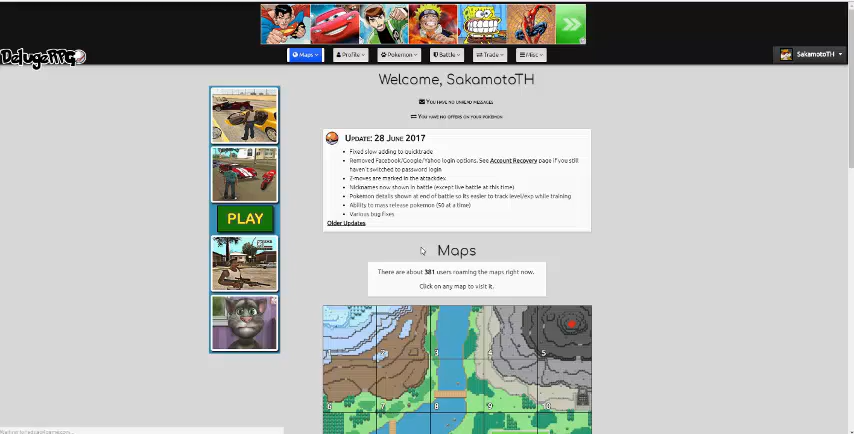 DelugeRPG
Maps
Profile
Pokemon
Battle
Trade
Misc
SakamotoTH
Welcome, SakamotoTH
You have no unread messages
You have no offers on your pokemon
Update: 28 June 2017
Fixed slow adding to quicktrade
Removed Facebook/Google/Yahoo login options. See Account Recovery page if you still
haven't switched to password login
Z-moves are marked in the attackdex
Nicknames now shown in battle (except live battle at this time)
Pokemon details shown at end of battle so its easier to track level/exp while training
Ability to mass release pokemon (50 at a time)
Various bug fixes
Older Updates
PLAY
Maps
There are about 381 users roaming the maps right now.
Click on any map to visit it.
1 2 3 4 5
6 7 8 9 10